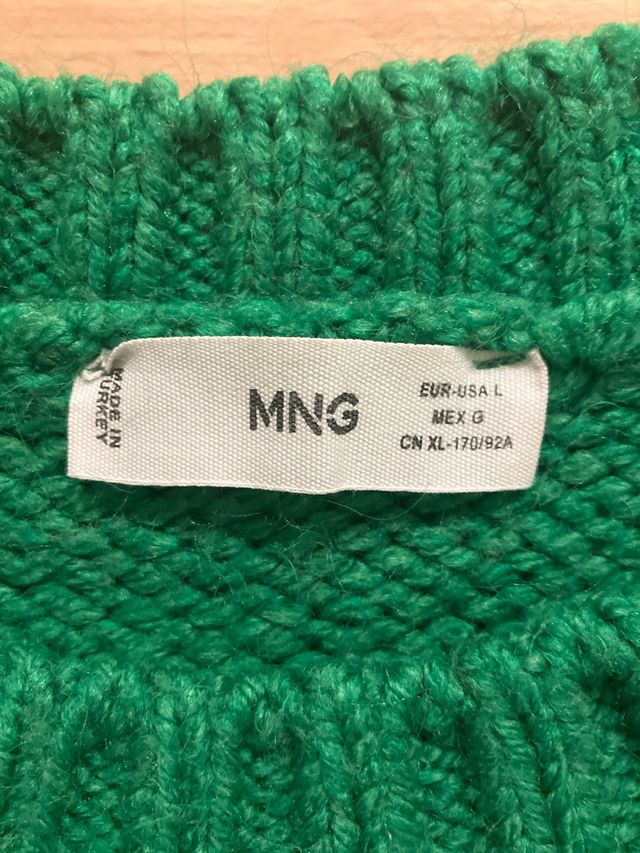 MADE IN
TURKEY
MNG
EUR-USA L
MEX G
CN XL-170/92A